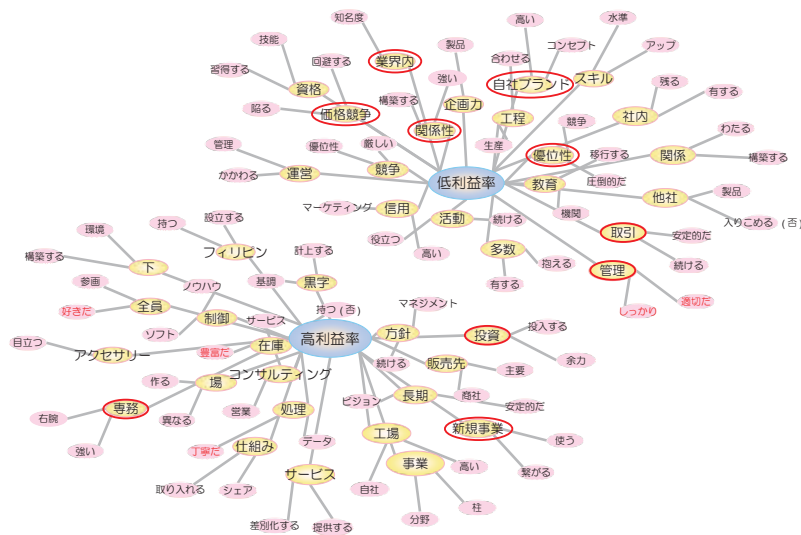 知名度
水準
高い
技能
製品
コンセプト
アップ
回避する
業界内
合わせる
習得する
強い
自社ブランド
スキル
残る
資格
有する
構築する
企画力
陥る
価格競争
工程
社内
競争
わたる
関係性
管理
優位性
厳しい
生産
優位性
移行する
関係
構築する
かかわる
運営
競争
低利益率
教育
圧倒的だ
他社
製品
マーケティング
信用
活動
続ける
機関
入りこめる (否)
設立する
持つ
役立つ
取引
安定的だ
環境
フィリピン
計上する
高い
多数
抱える
続ける
構築する
下
基調
黒字
有する
管理
参画
ノウハウ
しっかり
適切だ
好きだ
全員
制御
サービス
持つ(否)
マネジメント
ソフト
高利益率
方針
投資
投入する
目立つ
アクセサリー
豊富だ
在庫
余力
続ける
販売先
主要
作る
場
コンサルティング
ビジョン
長期
商社
安定的だ
右腕
専務
異なる
営業
処理
新規事業
使う
強い
データ
工場
丁寧だ
仕組み
事業
高い
繋がる
取り入れる
シェア
サービス
自社
柱
差別化する
提供する
分野